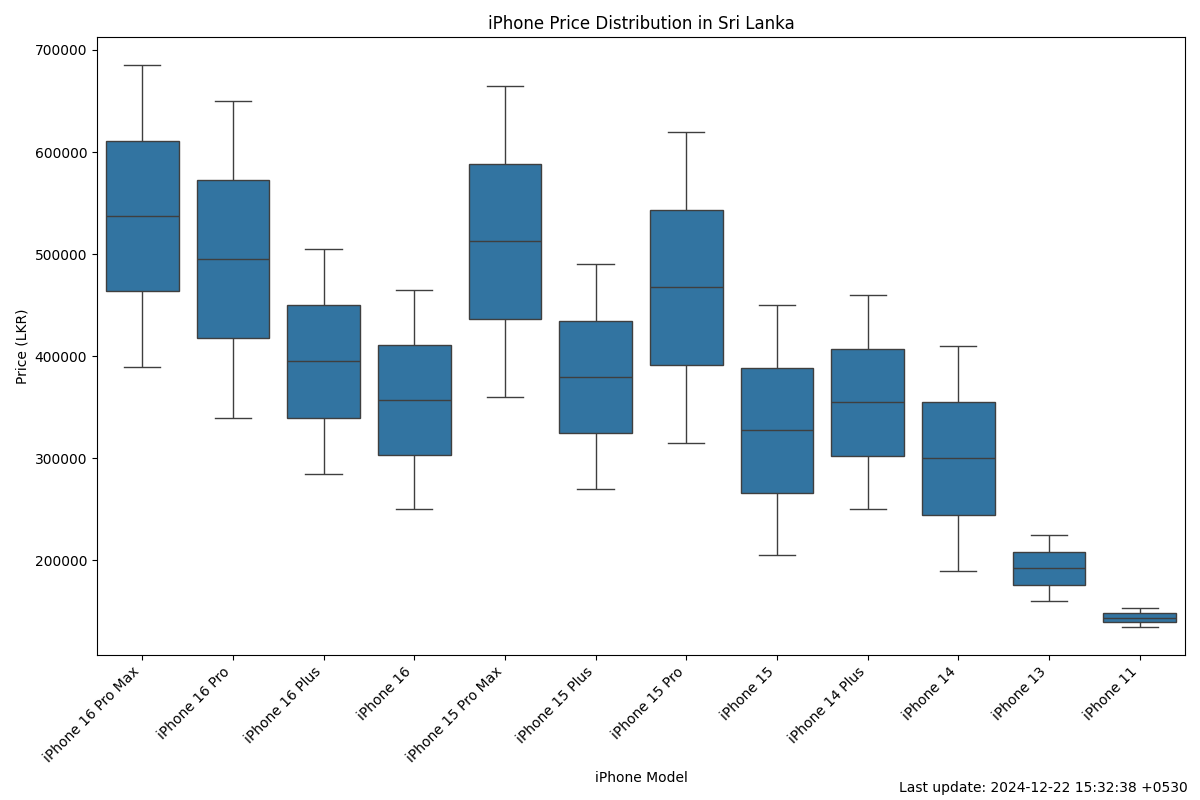 iPhone Price Distribution in Sri Lanka
Price (LKR)
700000
600000
500000
400000
300000
200000
iPhone 16 Pro Max
iPhone 16 Pro
iPhone 16 Plus
iPhone 16
iPhone 15 Pro Max
iPhone 15 Plus
iPhone 15 Pro
iPhone 15
iPhone 14 Plus
iPhone 14
iPhone 13
iPhone 11
iPhone Model
Last update: 2024-12-22 15:32:38 +0530